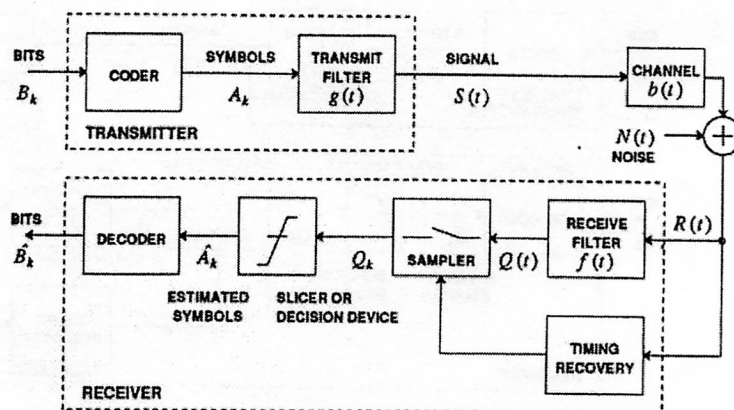 BITS
B_k
CODER
SYMBOLS
A_k
TRANSMIT
FILTER
g(t)
TRANSMITTER
SIGNAL
S(t)
CHANNEL
b(t)
N(t)
NOISE
+
R(t)
RECEIVE
FILTER
f(t)
Q(t)
SAMPLER
Q_k
SLICER OR
DECISION DEVICE
Â_k
ESTIMATED
SYMBOLS
DECODER
BITS
B̂_k
TIMING
RECOVERY
RECEIVER